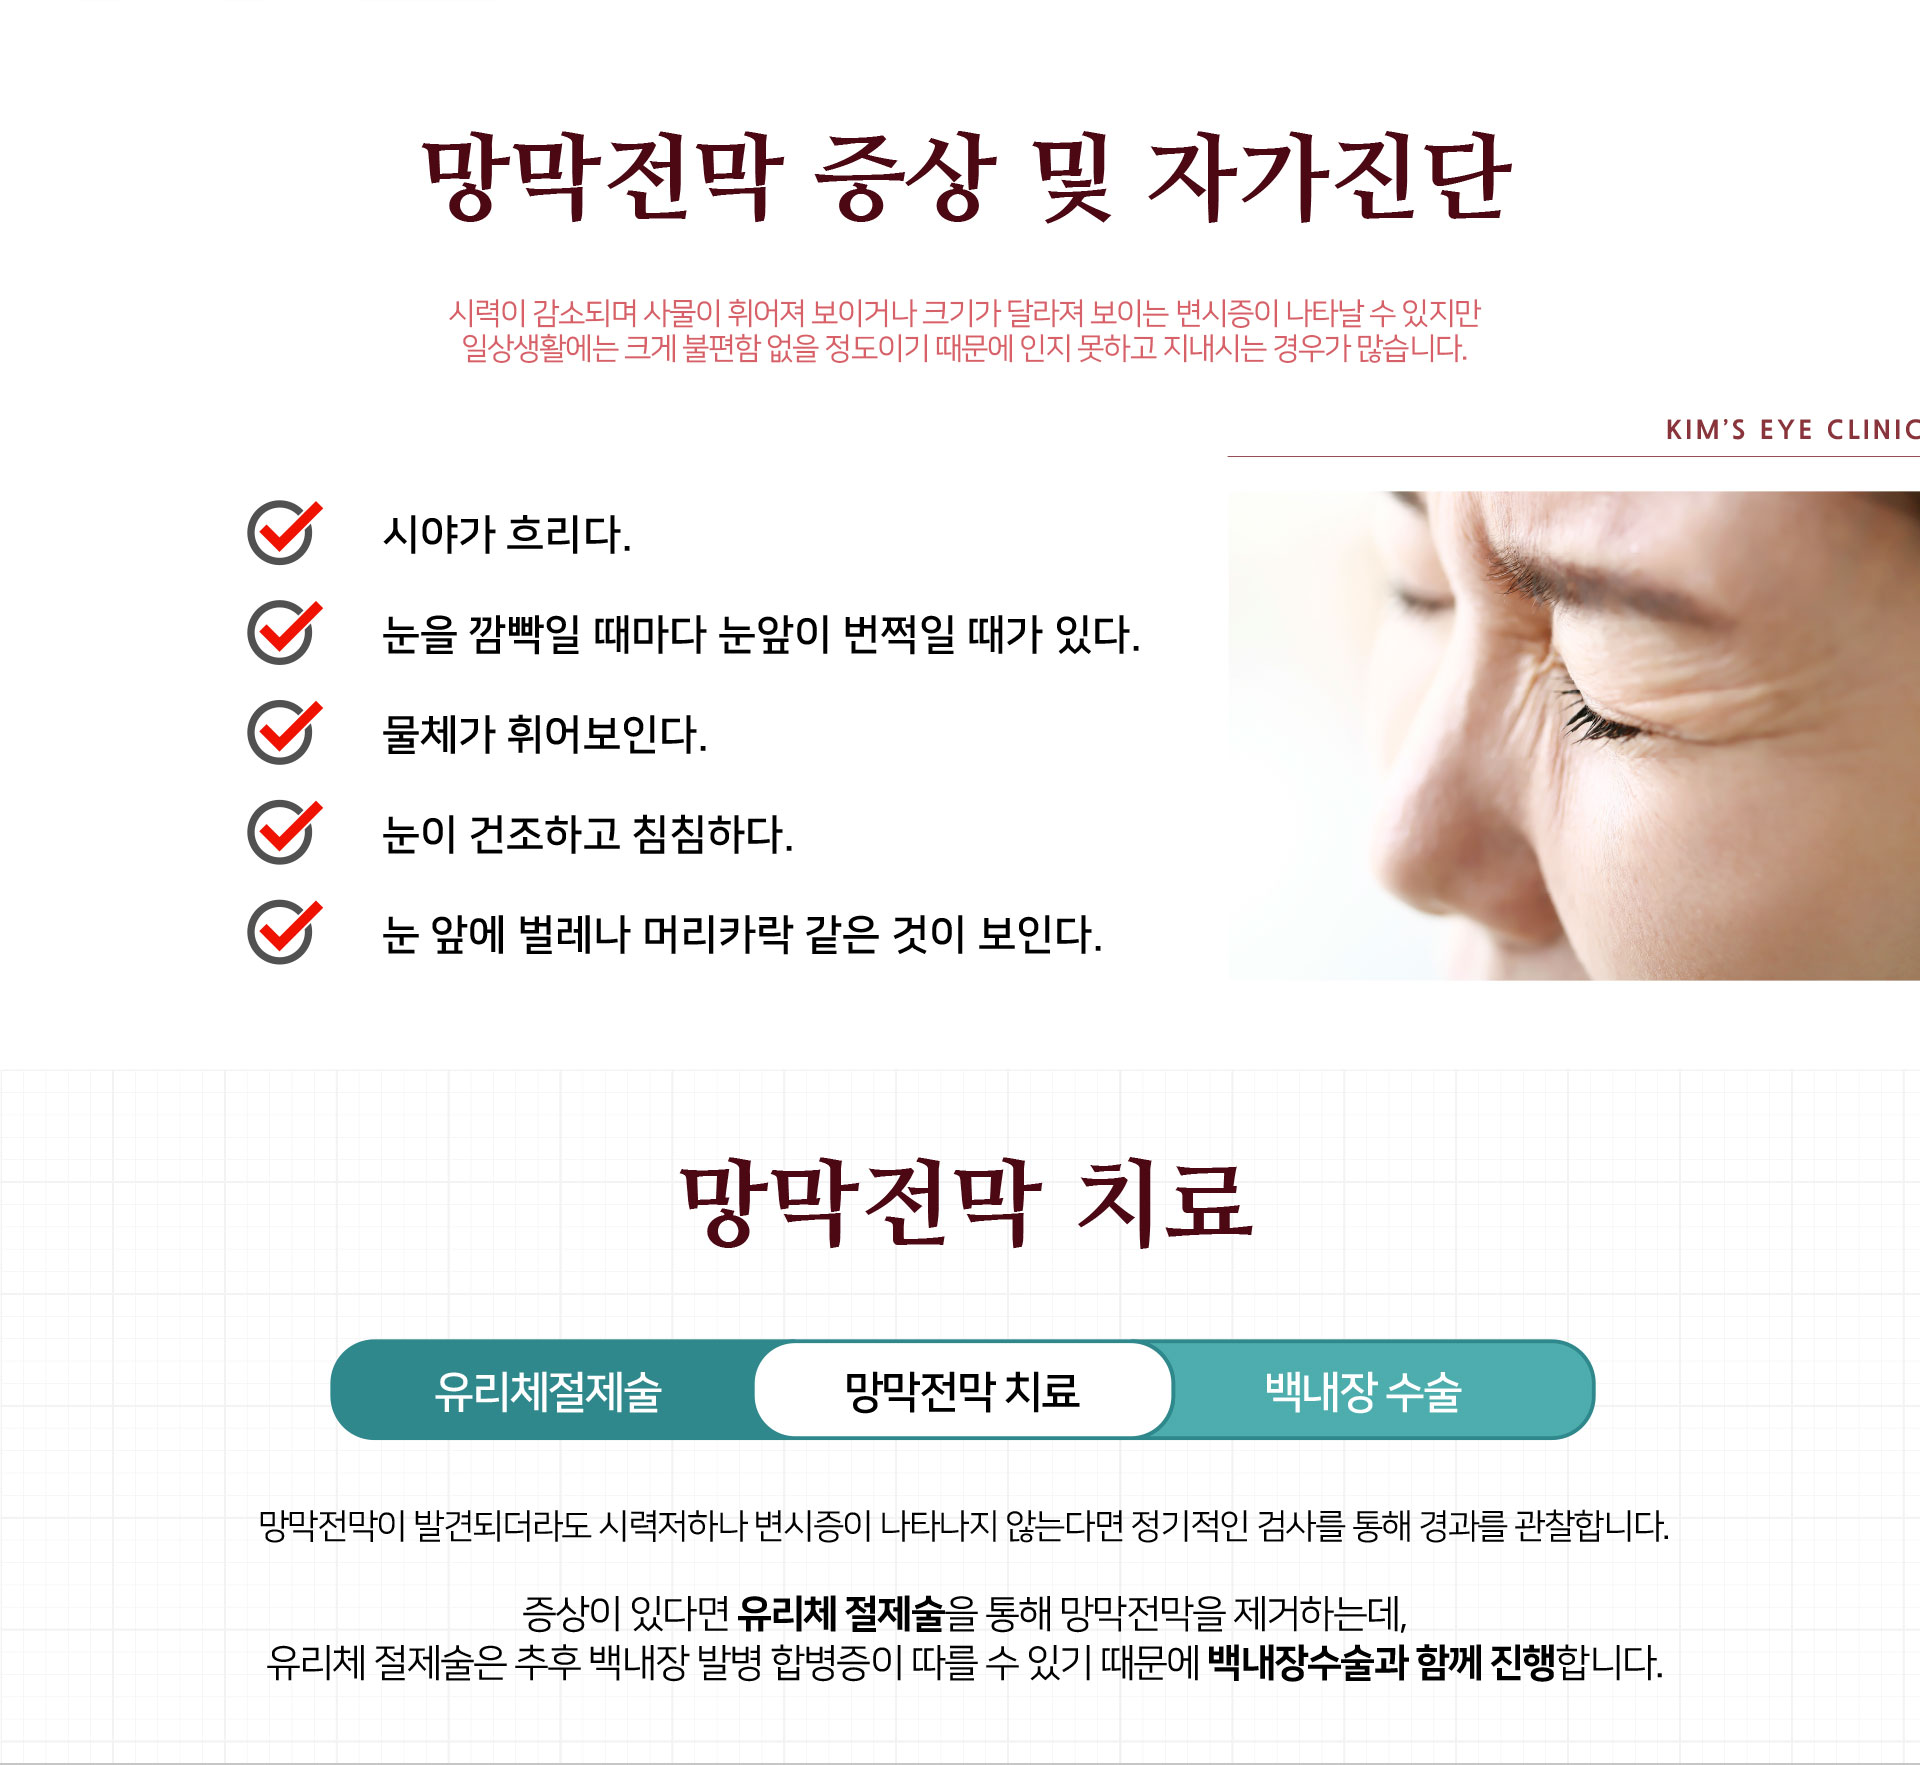 망막전막 증상 및 자가진단
시력이 감소되며 사물이 휘어져 보이거나 크기가 달라져 보이는 변시증이 나타날 수 있지만
일상생활에는 크게 불편함 없을 정도이기 때문에 인지 못하고 지내시는 경우가 많습니다.
KIM'S EYE CLINIC
시야가 흐리다.
눈을 깜빡일 때마다 눈앞이 번쩍일 때가 있다.
물체가 휘어보인다.
눈이 건조하고 침침하다.
눈 앞에 벌레나 머리카락 같은 것이 보인다.
망막전막 치료
유리체절제술
망막전막 치료
백내장 수술
망막전막이 발견되더라도 시력저하나 변시증이 나타나지 않는다면 정기적인 검사를 통해 경과를 관찰합니다.
증상이 있다면 유리체 절제술을 통해 망막전막을 제거하는데,
유리체 절제술은 추후 백내장 발병 합병증이 따를 수 있기 때문에 백내장수술과 함께 진행합니다.